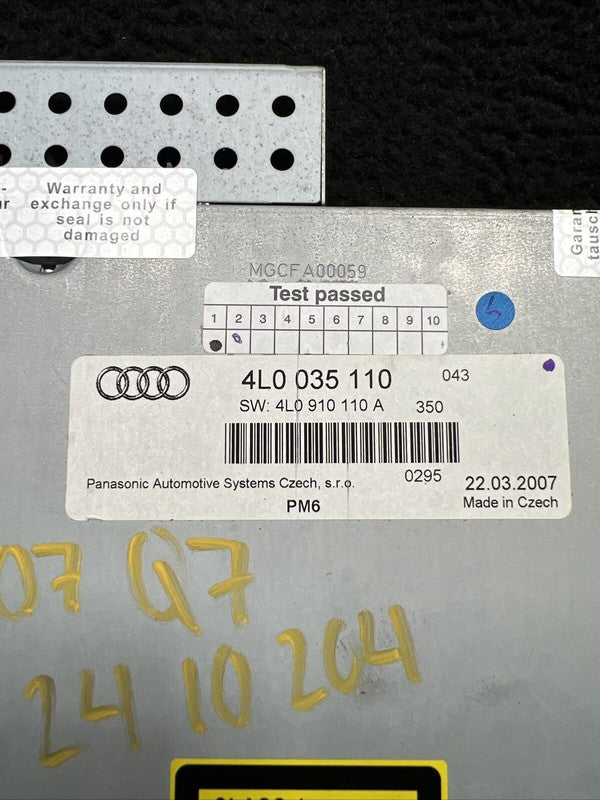 Warranty and
exchange only if
seal is not
damaged
MGCFA00059
Test passed
1 2 3 4 5 6 7 8 9 10
5
4L0 035 110 043
SW: 4L0 910 110 A 350
0295
Panasonic Automotive Systems Czech, s.r.o. 22.03.2007
PM6 Made in Czech
07 Q7
24 10 204